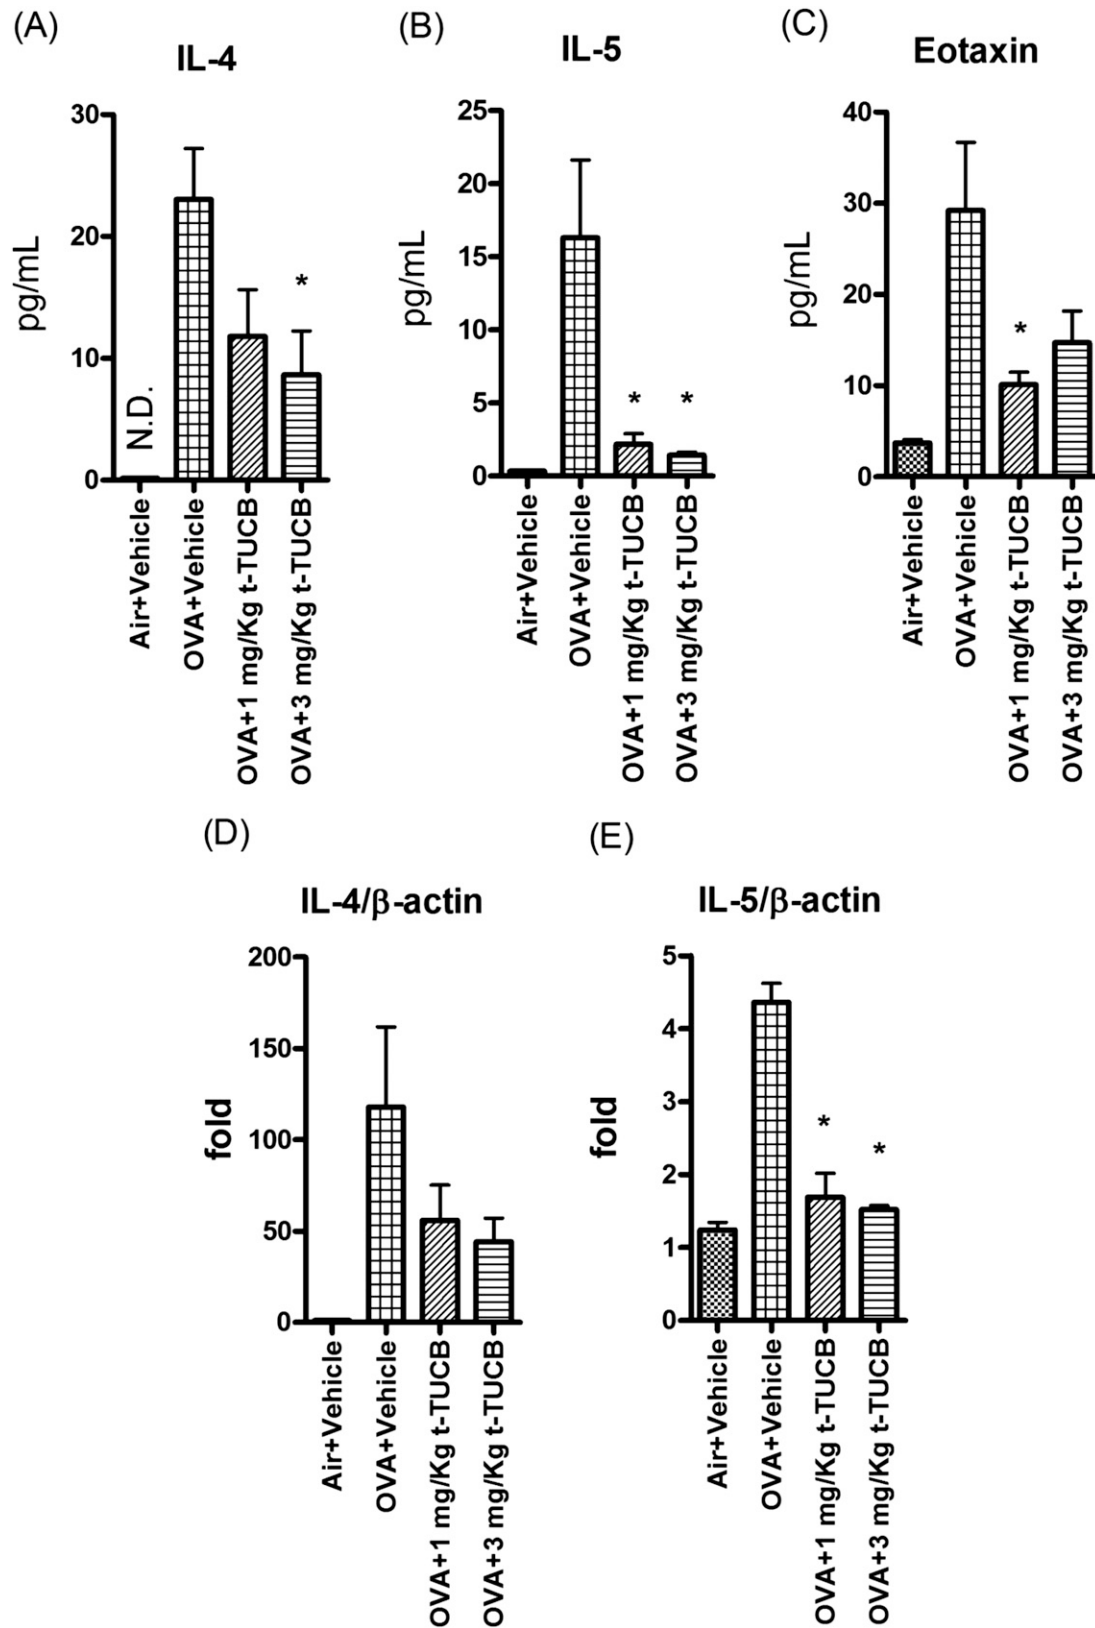 (A)
IL-4
pg/mL
30
20
10
0
N.D.
*
Air+Vehicle
OVA+Vehicle
OVA+1 mg/Kg t-TUCB
OVA+3 mg/Kg t-TUCB
(B)
IL-5
pg/mL
25
20
15
10
5
0
*
*
Air+Vehicle
OVA+Vehicle
OVA+1 mg/Kg t-TUCB
OVA+3 mg/Kg t-TUCB
(C)
Eotaxin
pg/mL
40
30
20
10
0
*
Air+Vehicle
OVA+Vehicle
OVA+1 mg/Kg t-TUCB
OVA+3 mg/Kg t-TUCB
(D)
IL-4/β-actin
fold
200
150
100
50
0
Air+Vehicle
OVA+Vehicle
OVA+1 mg/Kg t-TUCB
OVA+3 mg/Kg t-TUCB
(E)
IL-5/β-actin
fold
5
4
3
2
1
0
*
*
Air+Vehicle
OVA+Vehicle
OVA+1 mg/Kg t-TUCB
OVA+3 mg/Kg t-TUCB